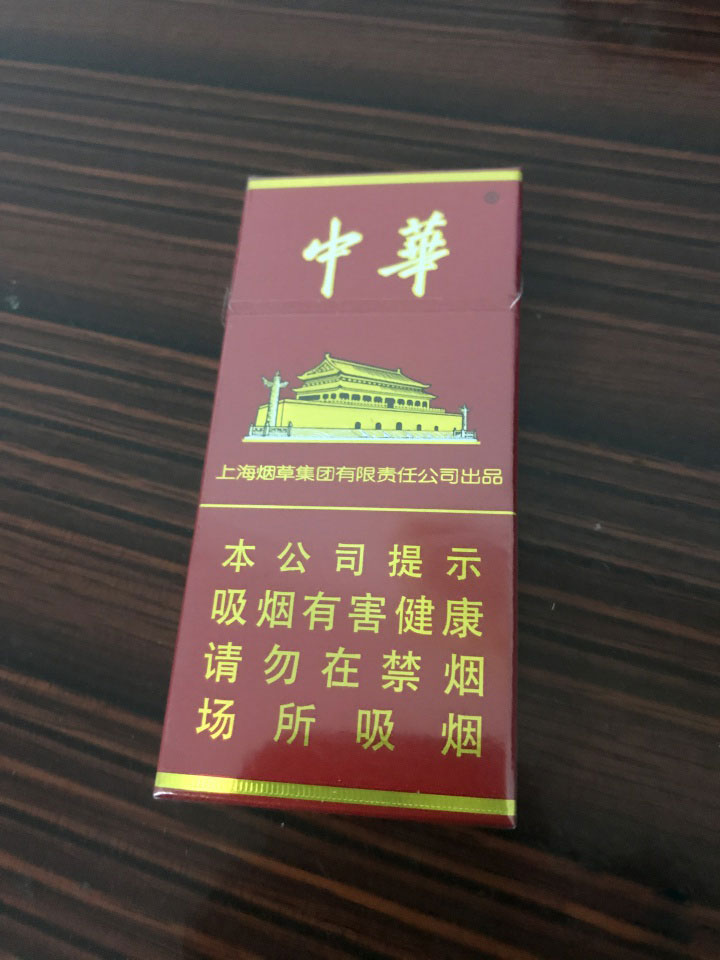 中華
®
上海烟草集团有限责任公司出品
本公司提示
吸烟有害健康
请勿在禁烟
场所吸烟